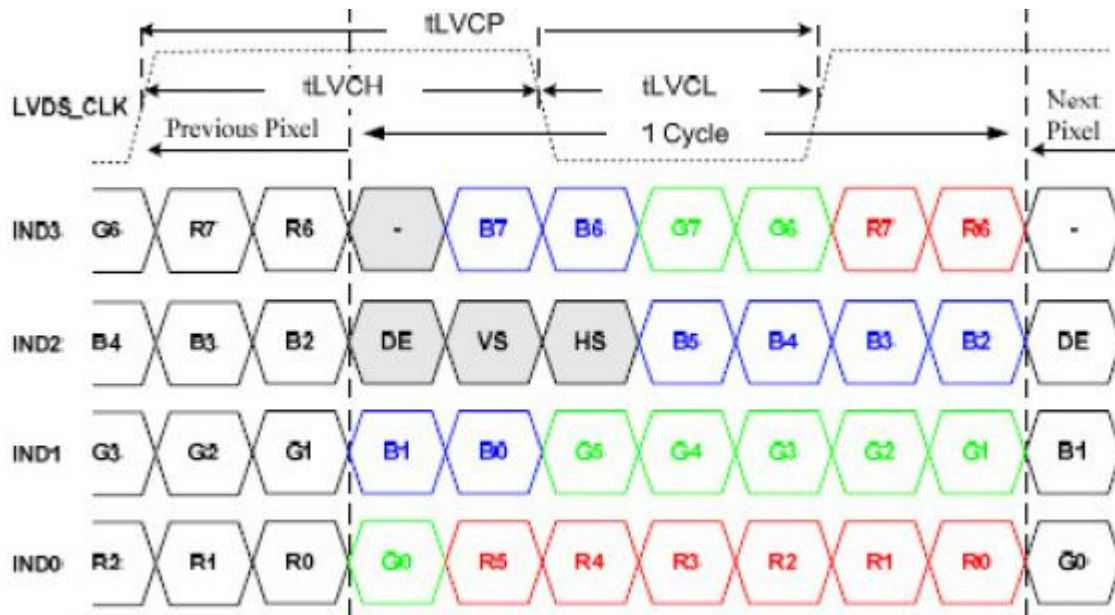 tLVCP
tLVCH tLVCL
LVDS_CLK
Previous Pixel 1 Cycle Next Pixel
IND3 G6 R7 R6 - B7 B6 G7 G6 R7 R6 -
IND2 B4 B3 B2 DE VS HS B5 B4 B3 B2 DE
IND1 G3 G2 G1 B1 B0 G5 G4 G3 G2 G1 B1
IND0 R2 R1 R0 G0 R5 R4 R3 R2 R1 R0 G0